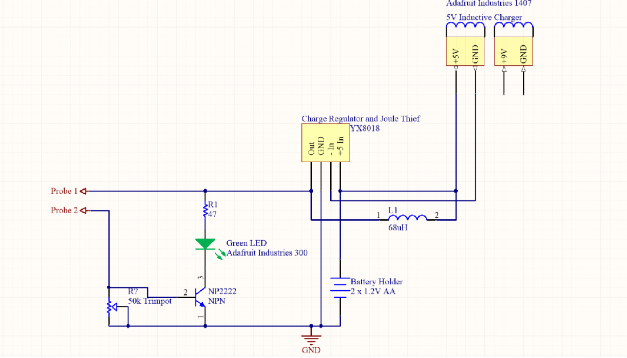 Adafruit Industries 1407
5V Inductive Charger
+5V
GND
+9V
GND
Charge Regulator and Joule Thief
YX8018
Out
GND
- In
+5 In
Probe 1
R1
47
Probe 2
L1
1
2
68uH
Green LED
Adafruit Industries 300
3
Battery Holder
2 x 1.2V AA
R?
50k Trimpot
2
NP2222
NPN
1
GND